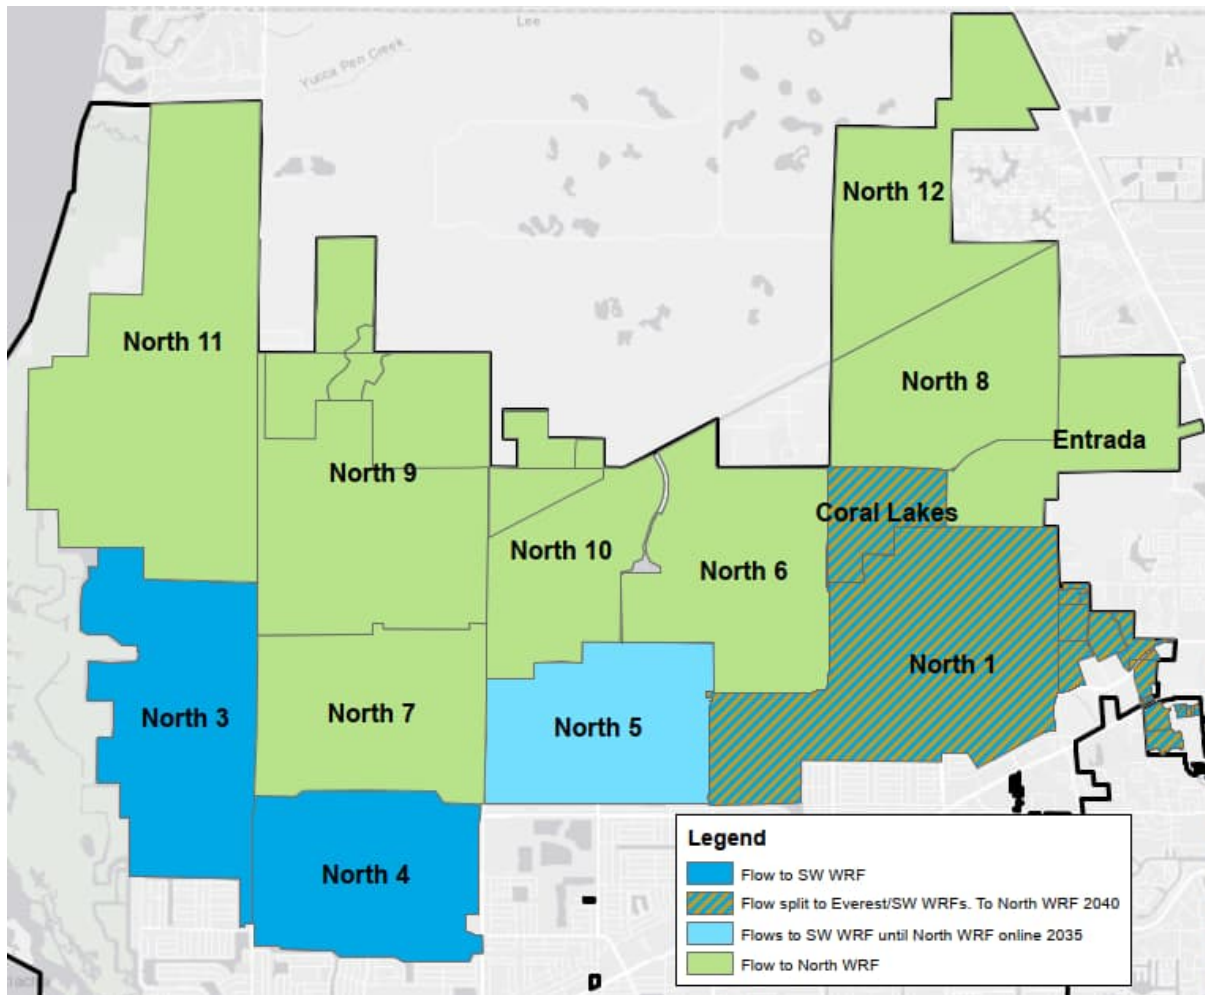 Lee
Yucca Pen Creek
North 12
North 11
North 8
Entrada
North 9
Coral Lakes
North 10
North 6
North 1
North 3
North 7
North 5
North 4
Legend
Flow to SW WRF
Flow split to Everest/SW WRFs. To North WRF 2040
Flows to SW WRF until North WRF online 2035
Flow to North WRF